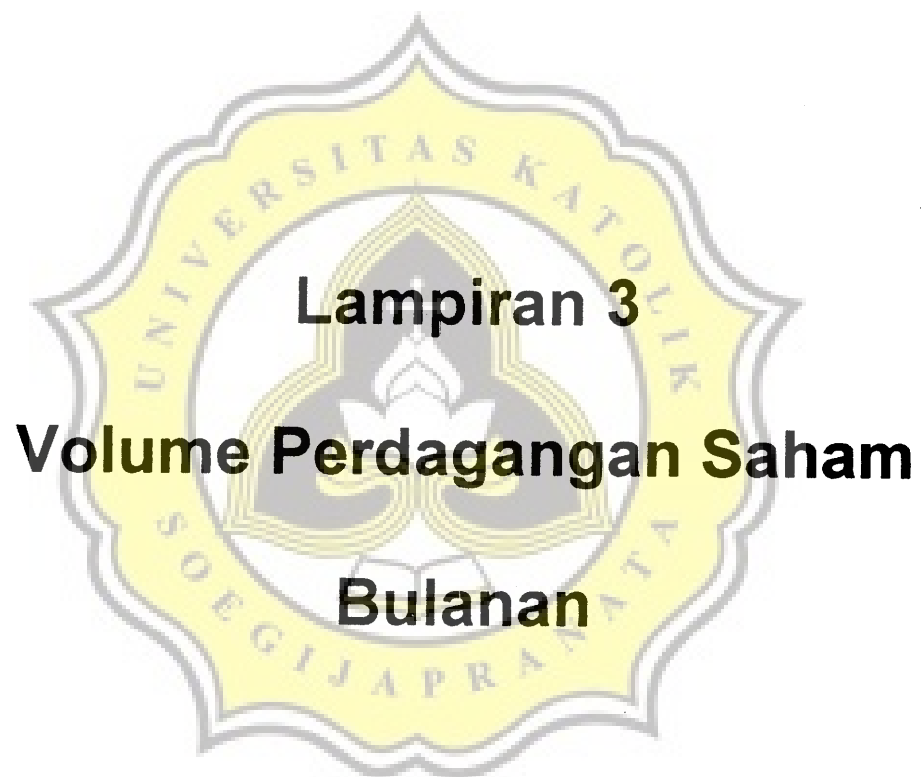 Lampiran 3
Volume Perdagangan Saham
Bulanan
UNIVERSITAS KATOLIK
SOEGIJAPRANATA